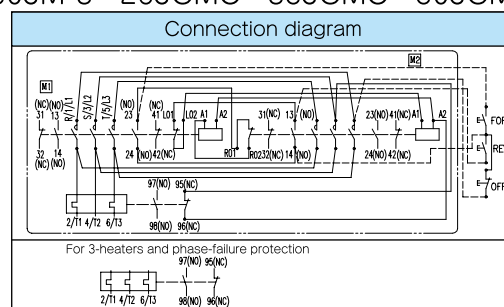 Connection diagram
M2
M1
(NC)(NO)
31 13
R/1/L1
S/3/L2
T/5/L3
(NO)
23
(NC)
41 L01 L02 A1 A2
31(NC) 13 (NO)
23(NO) 41(NC) A1 A2
FOR
32 14
(NC) (NO)
24 (NO) 42(NC)
R01 R02 32(NC) 14 (NO)
24(NO) 42(NC)
OFF
97(NO) 95(NC)
2/T1 4/T2 6/T3
98(NO) 96(NC)
For 3-heaters and phase-failure protection
97(NO) 95(NC)
2/T1 4/T2 6/T3
98(NO) 96(NC)